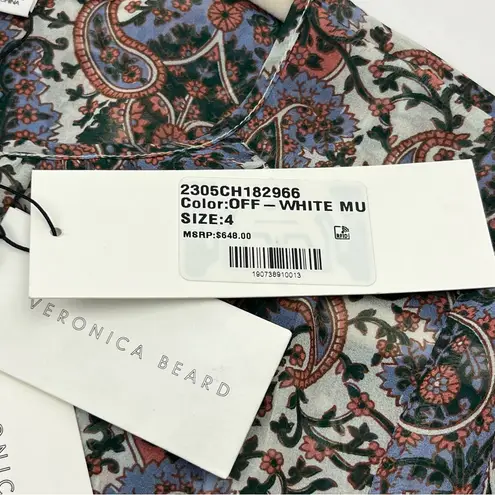 2305CH182966
Color:OFF-WHITE MU
SIZE:4
MSRP:$648.00
RFID
190738910013
VERONICA BEARD